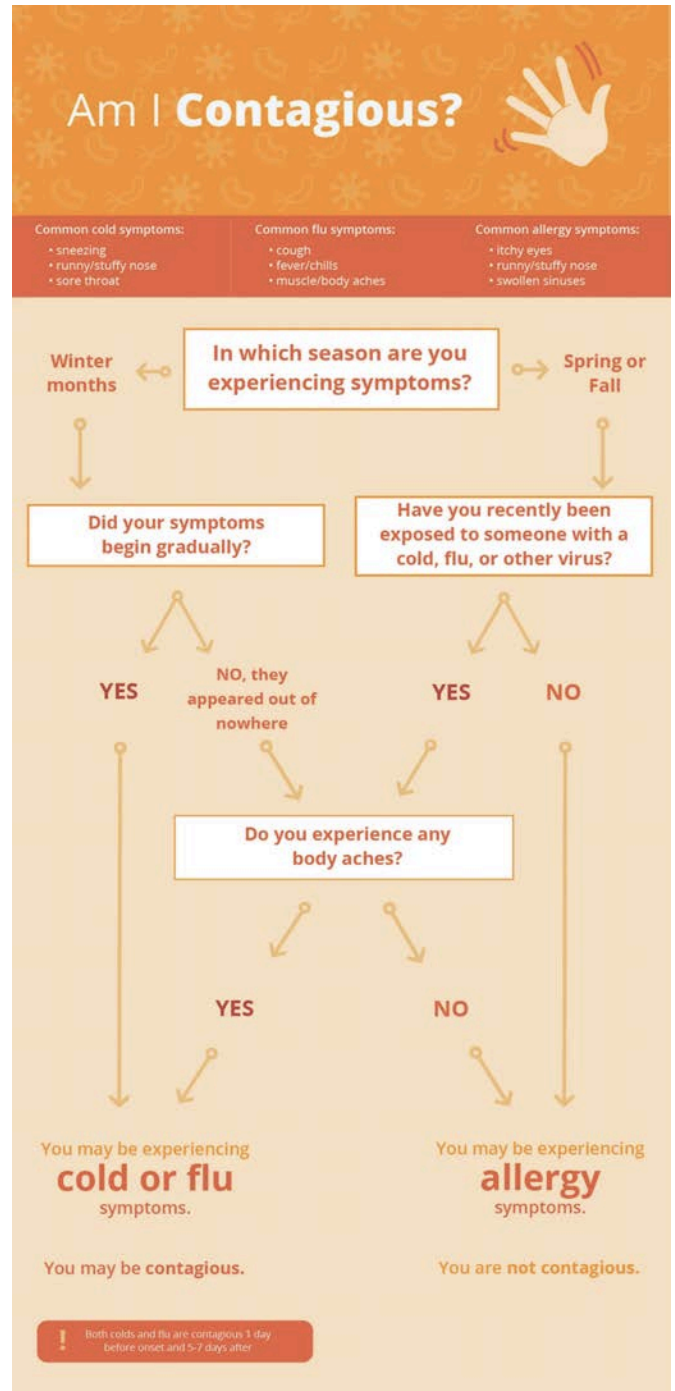 Am I Contagious?
Common cold symptoms:
• sneezing
• runny/stuffy nose
• sore throat
Common flu symptoms:
• cough
• fever/chills
• muscle/body aches
Common allergy symptoms:
• itchy eyes
• runny/stuffy nose
• swollen sinuses
In which season are you
experiencing symptoms?
Winter
months
Spring or
Fall
Did your symptoms
begin gradually?
Have you recently been
exposed to someone with a
cold, flu, or other virus?
YES
NO, they
appeared out of
nowhere
YES
NO
Do you experience any
body aches?
YES
NO
You may be experiencing
cold or flu
symptoms.
You may be contagious.
You may be experiencing
allergy
symptoms.
You are not contagious.
! Both colds and flu are contagious 1 day
before onset and 5-7 days after